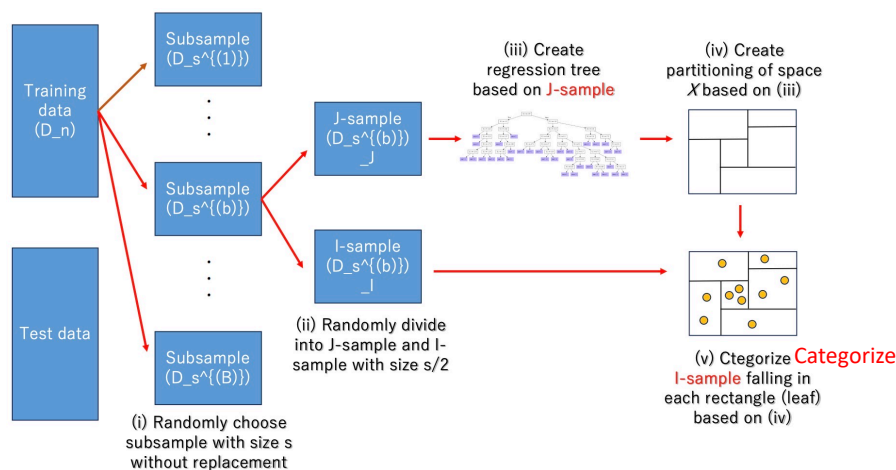 Training
data
(D_n)
Test data
Subsample
(D_s^{(1)})
Subsample
(D_s^{(b)})
Subsample
(D_s^{(B)})
(i) Randomly choose
subsample with size s
without replacement
J-sample
(D_s^{(b)})
_J
I-sample
(D_s^{(b)})
_I
(ii) Randomly divide
into J-sample and I-
sample with size s/2
(iii) Create
regression tree
based on J-sample
(iv) Create
partitioning of space
X based on (iii)
(v) Ctegorize Categorize
I-sample falling in
each rectangle (leaf)
based on (iv)